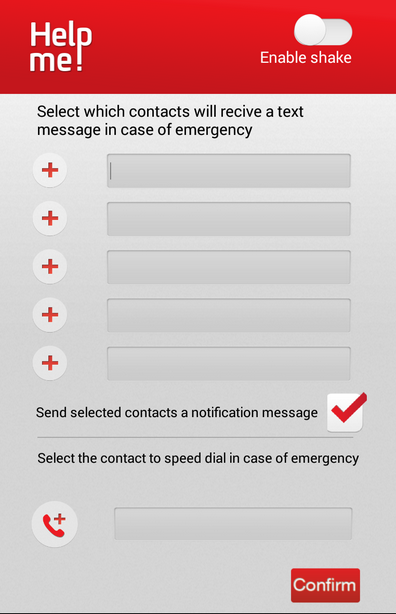 Help
me!
Enable shake
Select which contacts will recive a text
message in case of emergency
Send selected contacts a notification message
Select the contact to speed dial in case of emergency
Confirm